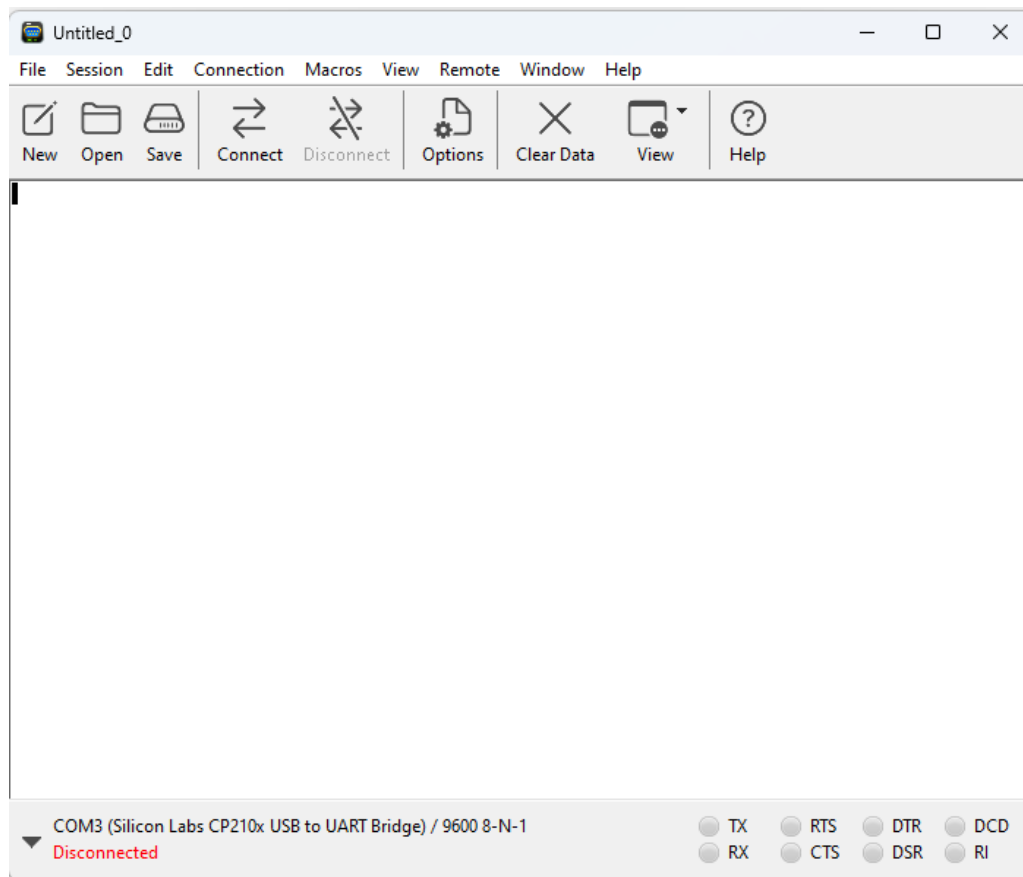 Untitled_0
File Session Edit Connection Macros View Remote Window Help
New Open Save Connect Disconnect Options Clear Data View Help
COM3 (Silicon Labs CP210x USB to UART Bridge) / 9600 8-N-1 TX RTS DTR DCD
Disconnected RX CTS DSR RI